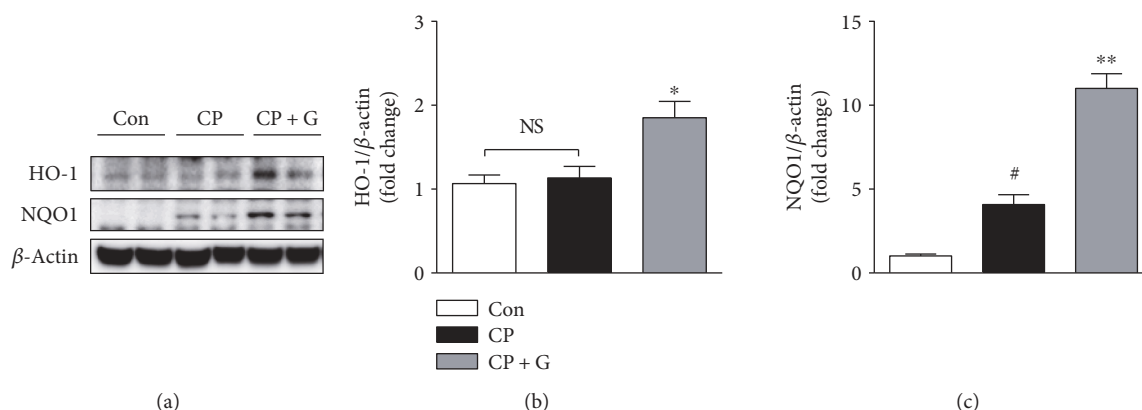 Con CP CP + G
HO-1
NQO1
β-Actin
(a)
HO-1/β-actin
(fold change)
3
2
1
0
NS
*
Con
CP
CP + G
(b)
NQO1/β-actin
(fold change)
15
10
5
0
#
**
(c)